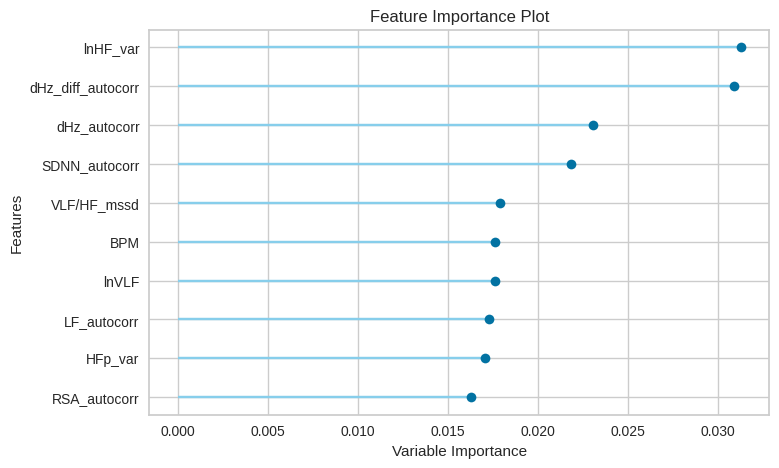 Feature Importance Plot
lnHF_var
dHz_diff_autocorr
dHz_autocorr
SDNN_autocorr
VLF/HF_mssd
BPM
lnVLF
LF_autocorr
HFp_var
RSA_autocorr
Features
0.000 0.005 0.010 0.015 0.020 0.025 0.030
Variable Importance